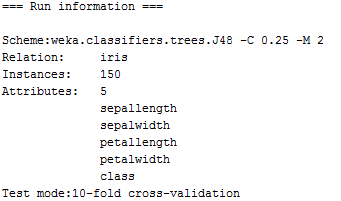 === Run information ===
Scheme:weka.classifiers.trees.J48 -C 0.25 -M 2
Relation: iris
Instances: 150
Attributes: 5
sepallength
sepalwidth
petallength
petalwidth
class
Test mode:10-fold cross-validation